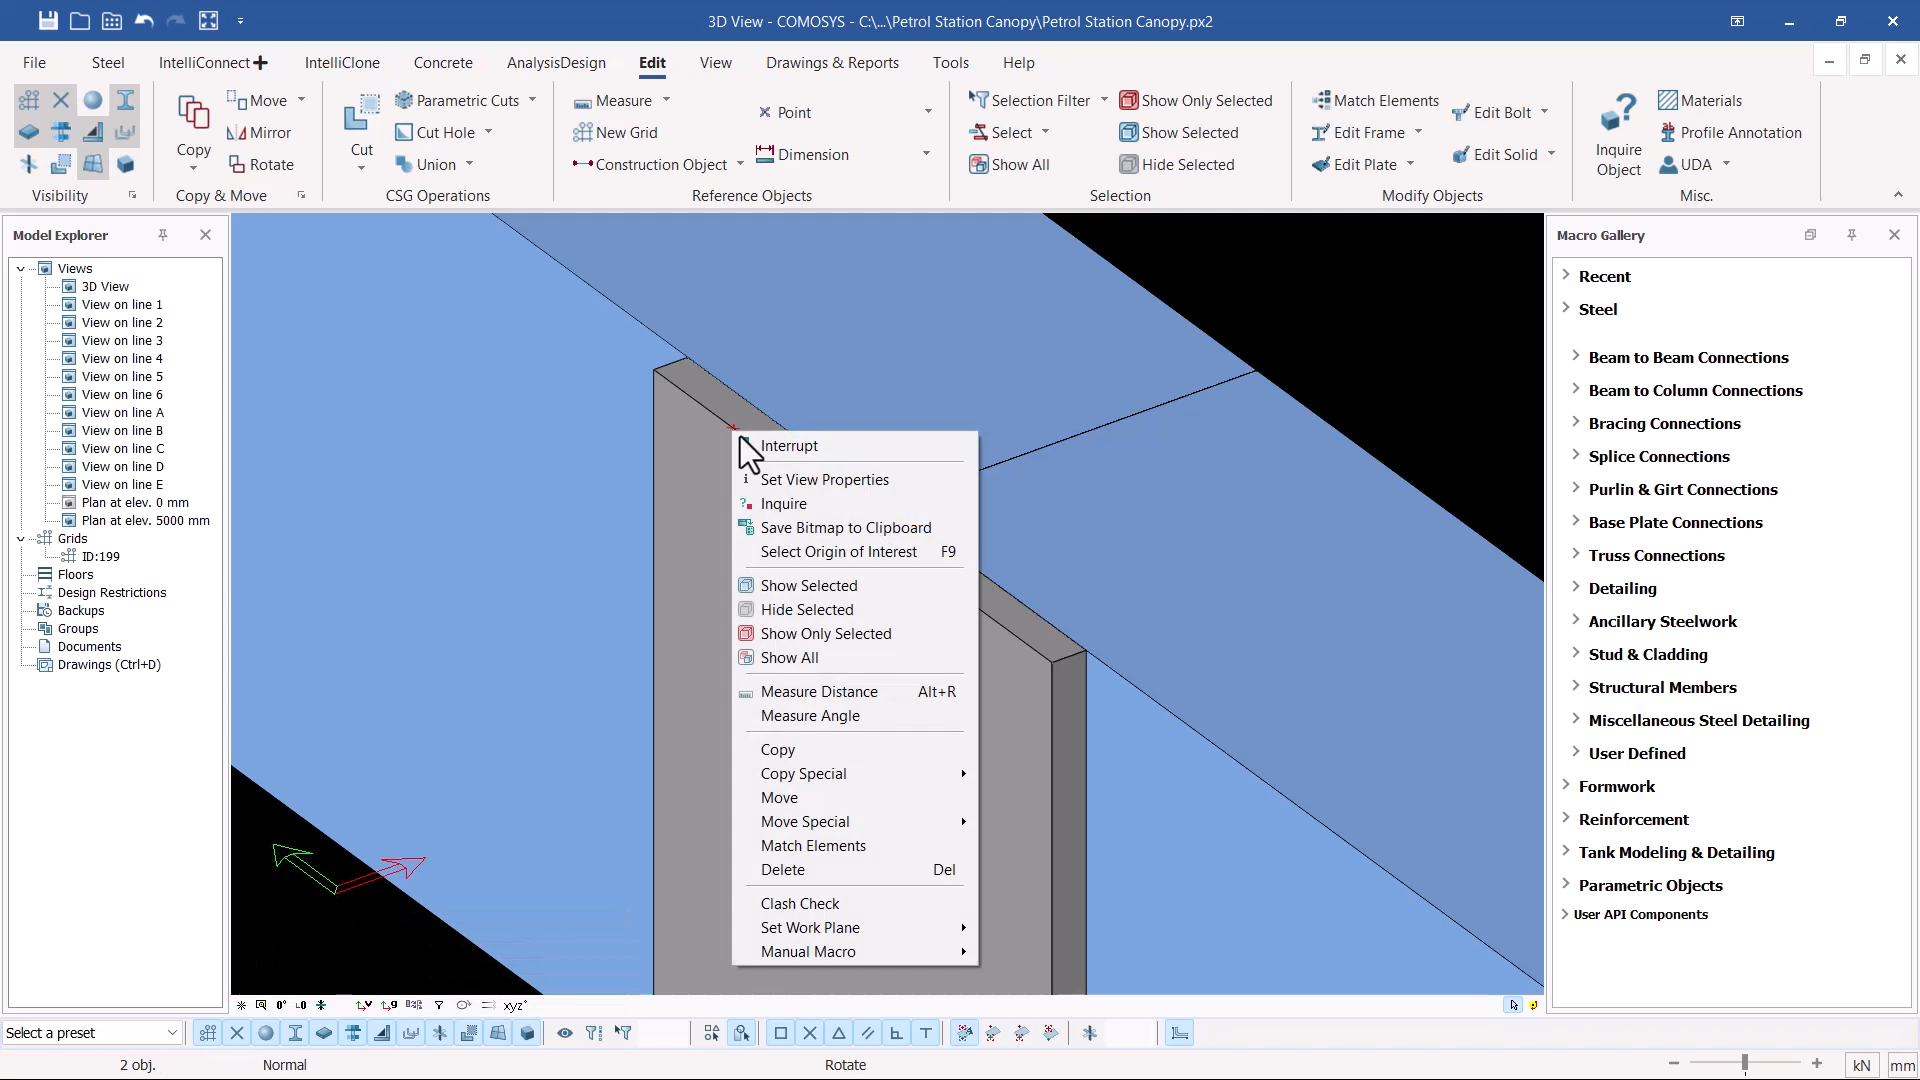 3D View - COMOSYS - C:\...\Petrol Station Canopy\Petrol Station Canopy.px2
File Steel IntelliConnect IntelliClone Concrete AnalysisDesign Edit View Drawings & Reports Tools Help
Copy
Move
Mirror
Rotate
Cut
Parametric Cuts
Cut Hole
Union
Measure
New Grid
Construction Object
Point
Dimension
Selection Filter
Select
Show All
Show Only Selected
Show Selected
Hide Selected
Match Elements
Edit Frame
Edit Plate
Edit Bolt
Edit Solid
Inquire
Object
Materials
Profile Annotation
UDA
Visibility Copy & Move CSG Operations Reference Objects Selection Modify Objects Misc.
Model Explorer
Views
3D View
View on line 1
View on line 2
View on line 3
View on line 4
View on line 5
View on line 6
View on line A
View on line B
View on line C
View on line D
View on line E
Plan at elev. 0 mm
Plan at elev. 5000 mm
Grids
ID:199
Floors
Design Restrictions
Backups
Groups
Documents
Drawings (Ctrl+D)
Interrupt
Set View Properties
Inquire
Save Bitmap to Clipboard
Select Origin of Interest F9
Show Selected
Hide Selected
Show Only Selected
Show All
Measure Distance Alt+R
Measure Angle
Copy
Copy Special
Move
Move Special
Match Elements
Delete Del
Clash Check
Set Work Plane
Manual Macro
Macro Gallery
Recent
Steel
Beam to Beam Connections
Beam to Column Connections
Bracing Connections
Splice Connections
Purlin & Girt Connections
Base Plate Connections
Truss Connections
Detailing
Ancillary Steelwork
Stud & Cladding
Structural Members
Miscellaneous Steel Detailing
User Defined
Formwork
Reinforcement
Tank Modeling & Detailing
Parametric Objects
User API Components
xyz
Select a preset
2 obj. Normal Rotate kN mm